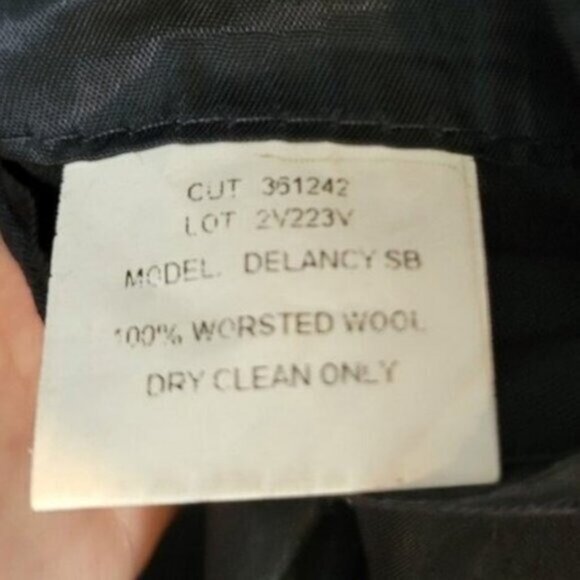 CUT 361242
LOT 2V223V
MODEL. DELANCY SB
100% WORSTED WOOL
DRY CLEAN ONLY